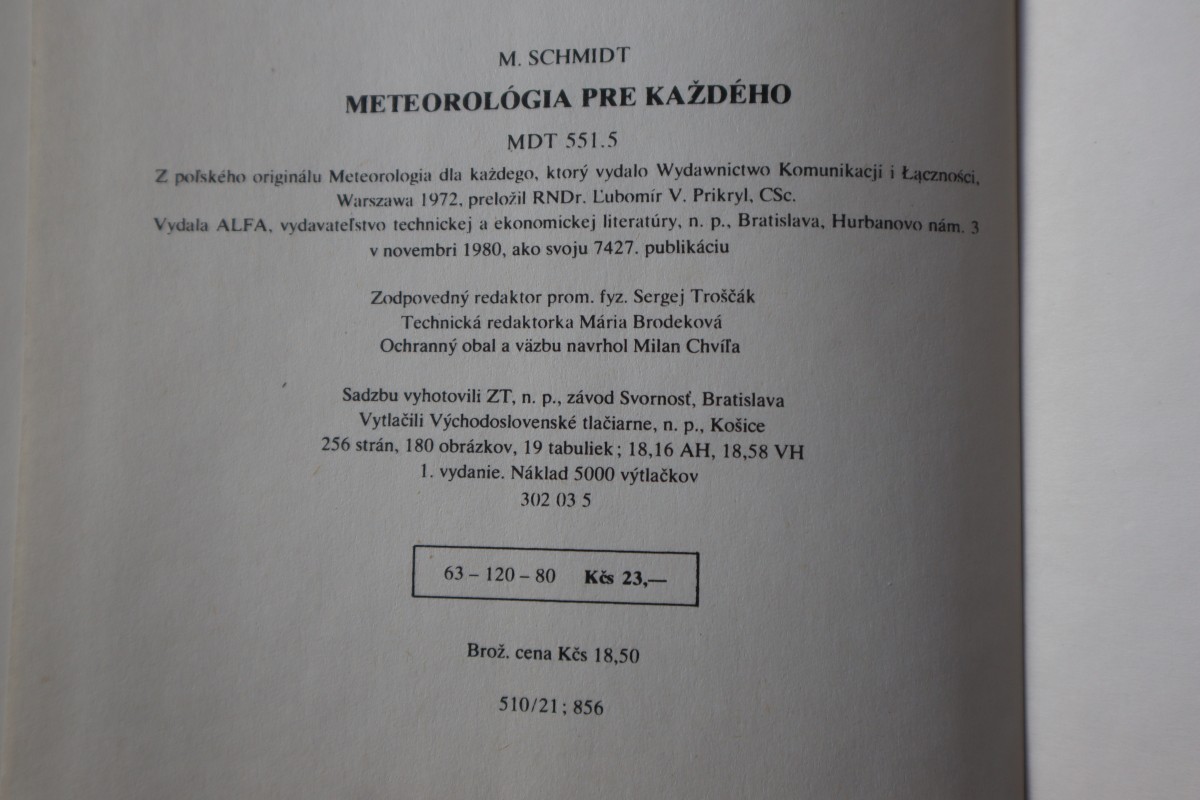 M. SCHMIDT
METEOROLÓGIA PRE KAŽDÉHO
MDT 551.5
Z poľského originálu Meteorologia dla każdego, ktorý vydalo Wydawnictwo Komunikacji i Łączności,
Warszawa 1972, preložil RNDr. Ľubomír V. Prikryl, CSc.
Vydala ALFA, vydavateľstvo technickej a ekonomickej literatúry, n. p., Bratislava, Hurbanovo nám. 3
v novembri 1980, ako svoju 7427. publikáciu
Zodpovedný redaktor prom. fyz. Sergej Troščák
Technická redaktorka Mária Brodeková
Ochranný obal a väzbu navrhol Milan Chvíľa
Sadzbu vyhotovili ZT, n. p., závod Svornosť, Bratislava
Vytlačili Východoslovenské tlačiarne, n. p., Košice
256 strán, 180 obrázkov, 19 tabuliek; 18,16 AH, 18,58 VH
1. vydanie. Náklad 5000 výtlačkov
302 03 5
63 – 120 – 80 Kčs 23,—
Brož. cena Kčs 18,50
510/21; 856